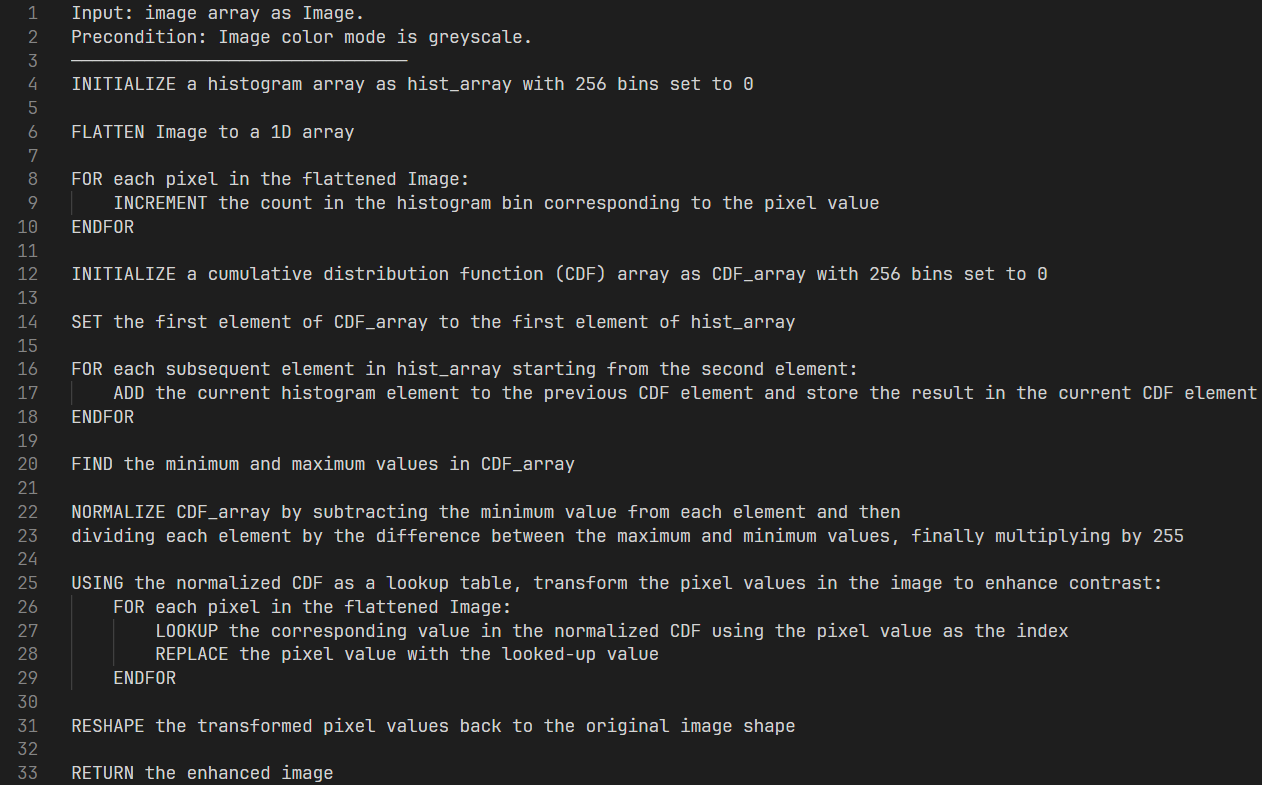 1 Input: image array as Image.
2 Precondition: Image color mode is greyscale.
3 ────────────────────────────────
4 INITIALIZE a histogram array as hist_array with 256 bins set to 0
5
6 FLATTEN Image to a 1D array
7
8 FOR each pixel in the flattened Image:
9     INCREMENT the count in the histogram bin corresponding to the pixel value
10 ENDFOR
11
12 INITIALIZE a cumulative distribution function (CDF) array as CDF_array with 256 bins set to 0
13
14 SET the first element of CDF_array to the first element of hist_array
15
16 FOR each subsequent element in hist_array starting from the second element:
17     ADD the current histogram element to the previous CDF element and store the result in the current CDF element
18 ENDFOR
19
20 FIND the minimum and maximum values in CDF_array
21
22 NORMALIZE CDF_array by subtracting the minimum value from each element and then
23 dividing each element by the difference between the maximum and minimum values, finally multiplying by 255
24
25 USING the normalized CDF as a lookup table, transform the pixel values in the image to enhance contrast:
26     FOR each pixel in the flattened Image:
27         LOOKUP the corresponding value in the normalized CDF using the pixel value as the index
28         REPLACE the pixel value with the looked-up value
29     ENDFOR
30
31 RESHAPE the transformed pixel values back to the original image shape
32
33 RETURN the enhanced image